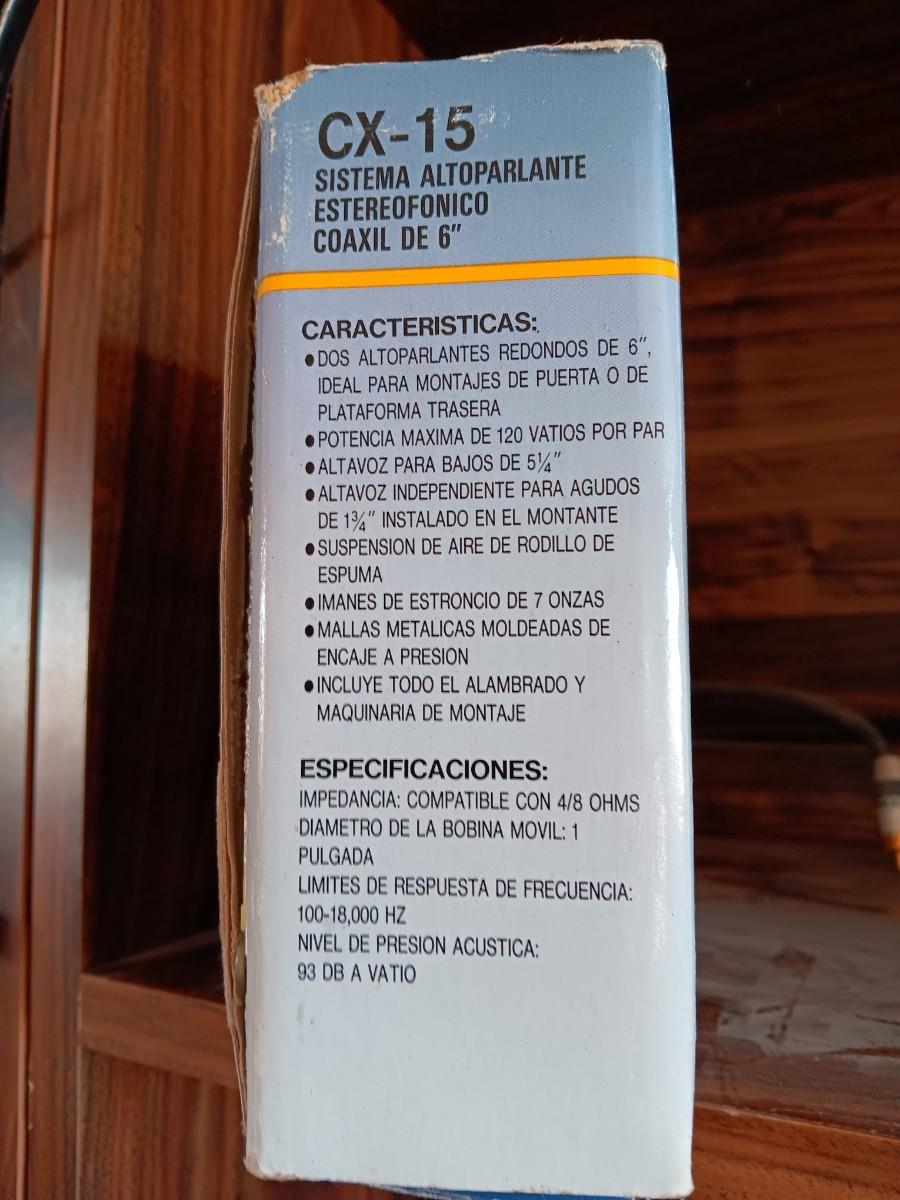 CX-15
SISTEMA ALTOPARLANTE
ESTEREOFONICO
COAXIL DE 6"
CARACTERISTICAS:
●DOS ALTOPARLANTES REDONDOS DE 6",
IDEAL PARA MONTAJES DE PUERTA O DE
PLATAFORMA TRASERA
●POTENCIA MAXIMA DE 120 VATIOS POR PAR
●ALTAVOZ PARA BAJOS DE 5¼"
●ALTAVOZ INDEPENDIENTE PARA AGUDOS
DE 1¾" INSTALADO EN EL MONTANTE
●SUSPENSION DE AIRE DE RODILLO DE
ESPUMA
●IMANES DE ESTRONCIO DE 7 ONZAS
●MALLAS METALICAS MOLDEADAS DE
ENCAJE A PRESION
●INCLUYE TODO EL ALAMBRADO Y
MAQUINARIA DE MONTAJE
ESPECIFICACIONES:
IMPEDANCIA: COMPATIBLE CON 4/8 OHMS
DIAMETRO DE LA BOBINA MOVIL: 1
PULGADA
LIMITES DE RESPUESTA DE FRECUENCIA:
100-18,000 HZ
NIVEL DE PRESION ACUSTICA:
93 DB A VATIO